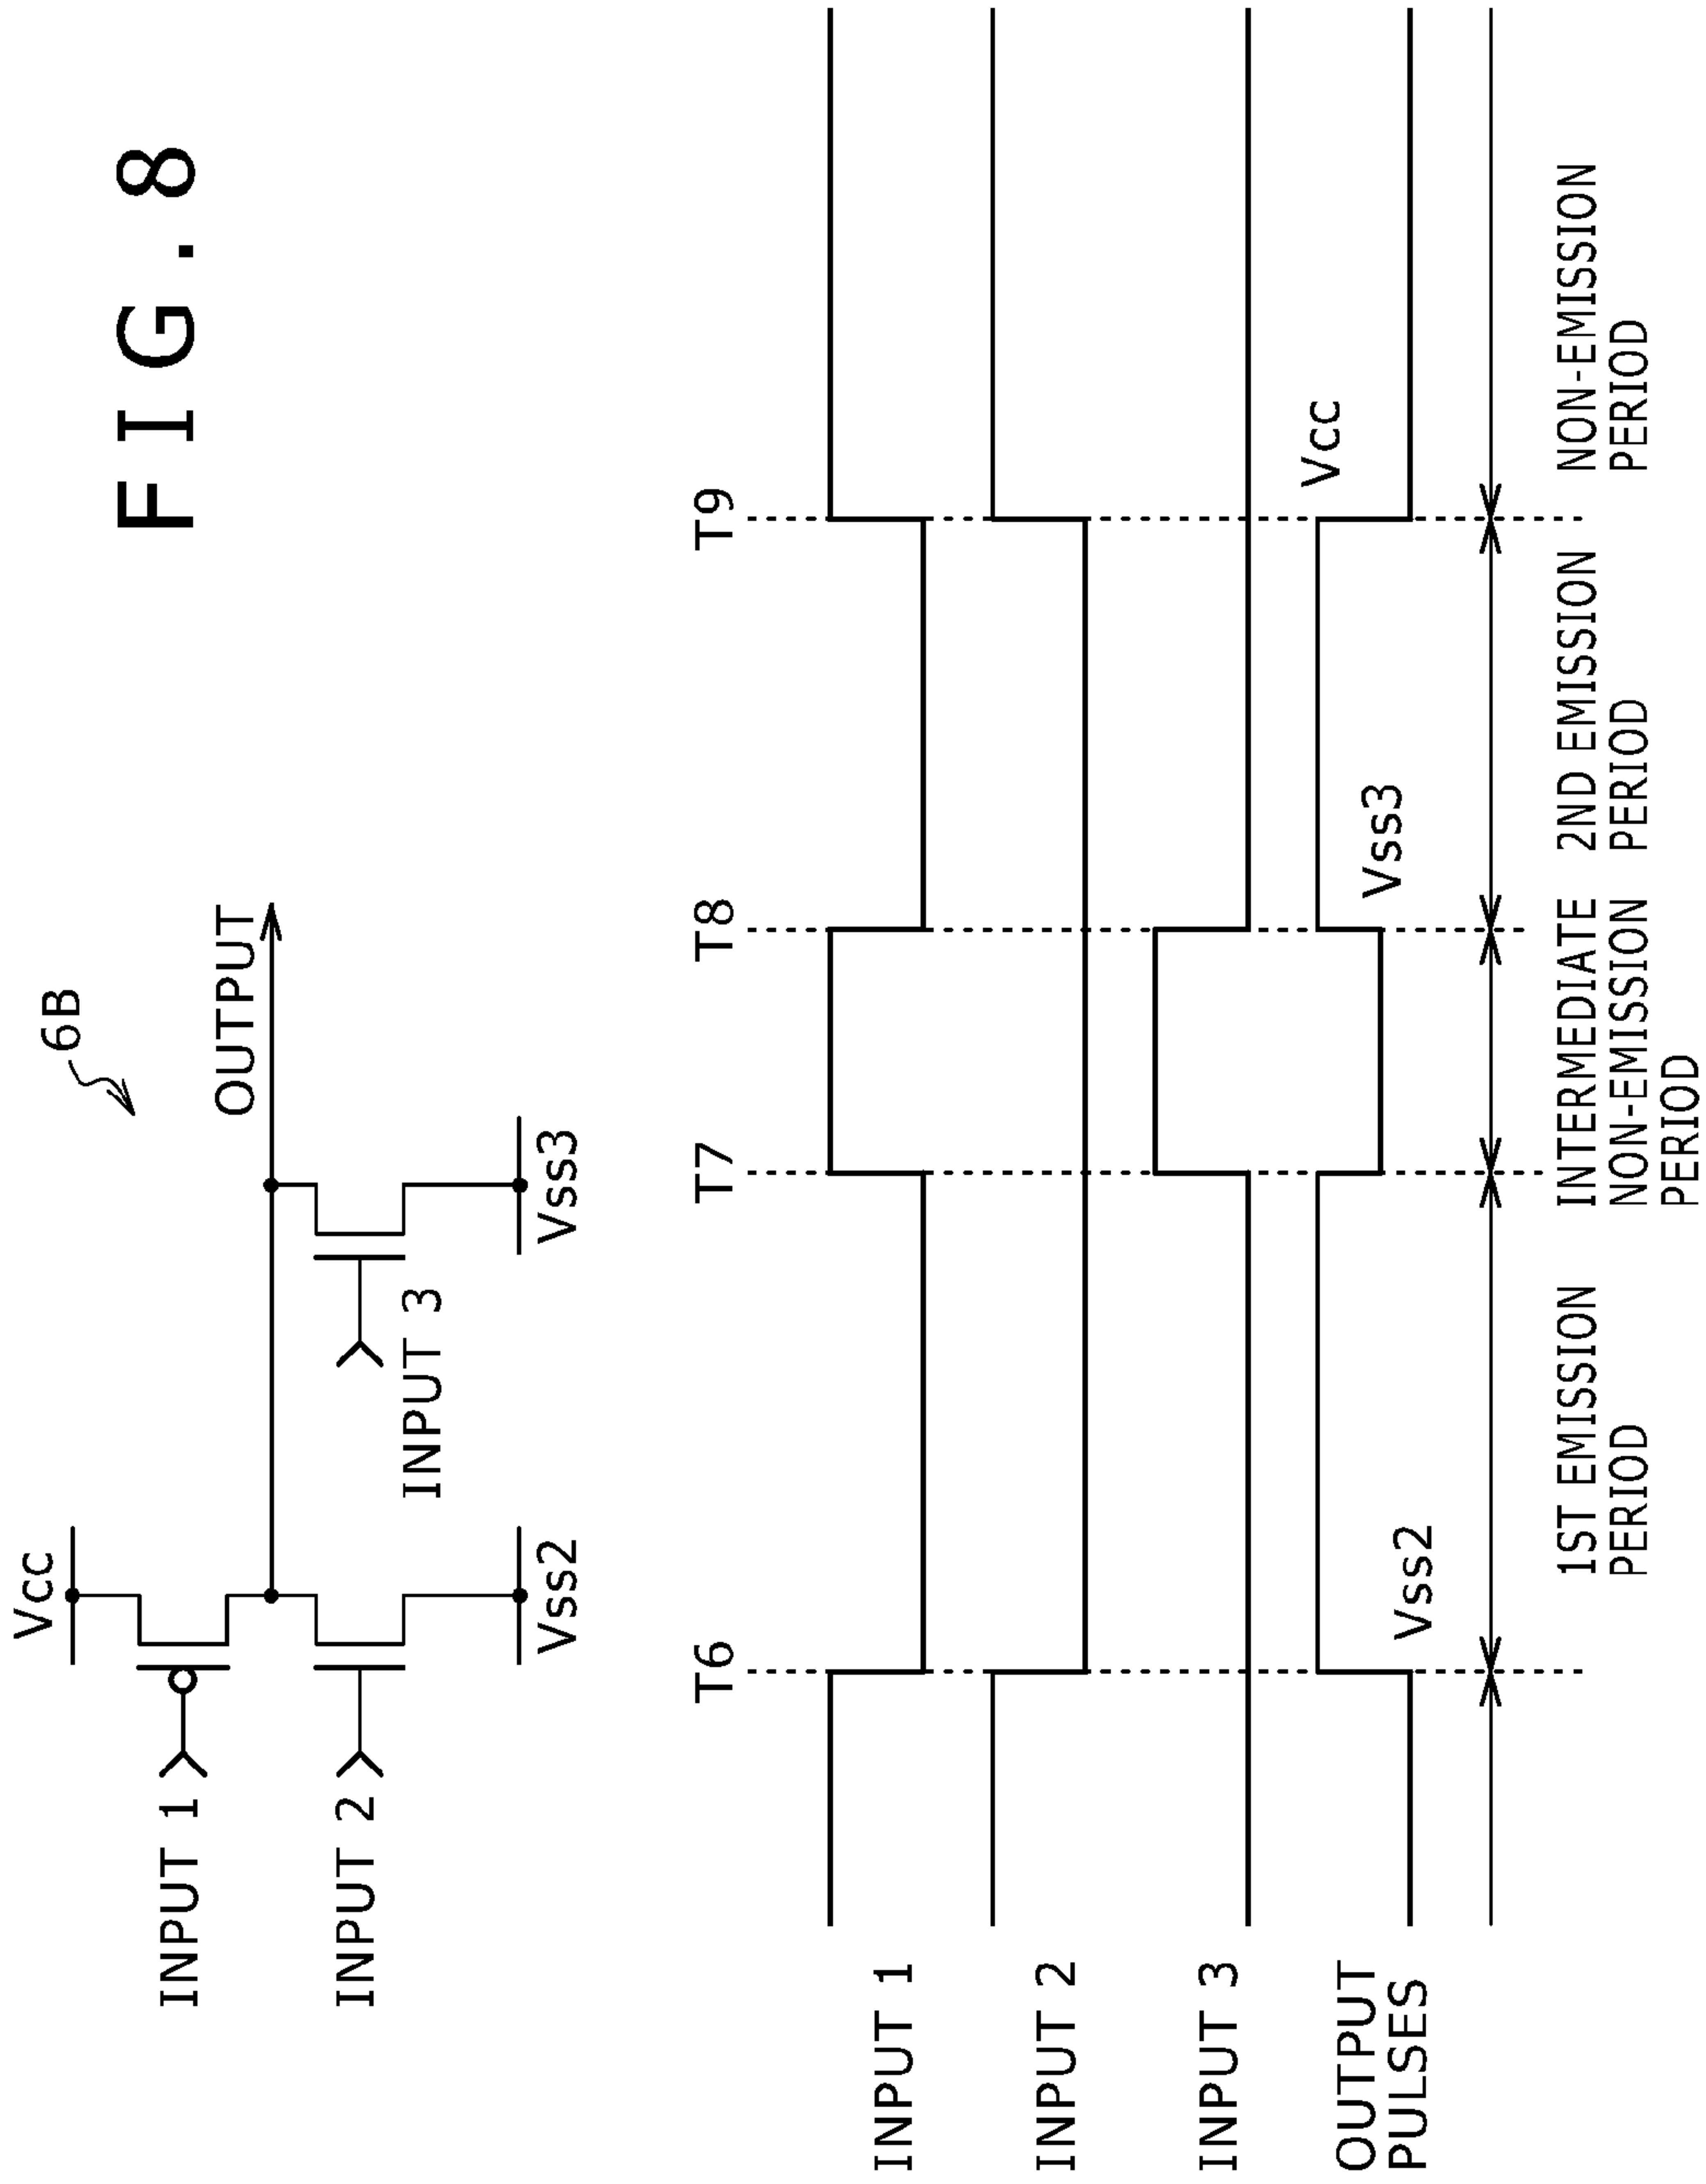 FIG.8
6B
Vcc
OUTPUT
INPUT 1
INPUT 2
INPUT 3
Vss2
Vss3
T6
T7
T8
T9
INPUT 1
INPUT 2
INPUT 3
OUTPUT
PULSES
Vss2
Vss3
Vcc
1ST EMISSION
PERIOD
INTERMEDIATE
NON-EMISSION
PERIOD
2ND EMISSION
PERIOD
NON-EMISSION
PERIOD